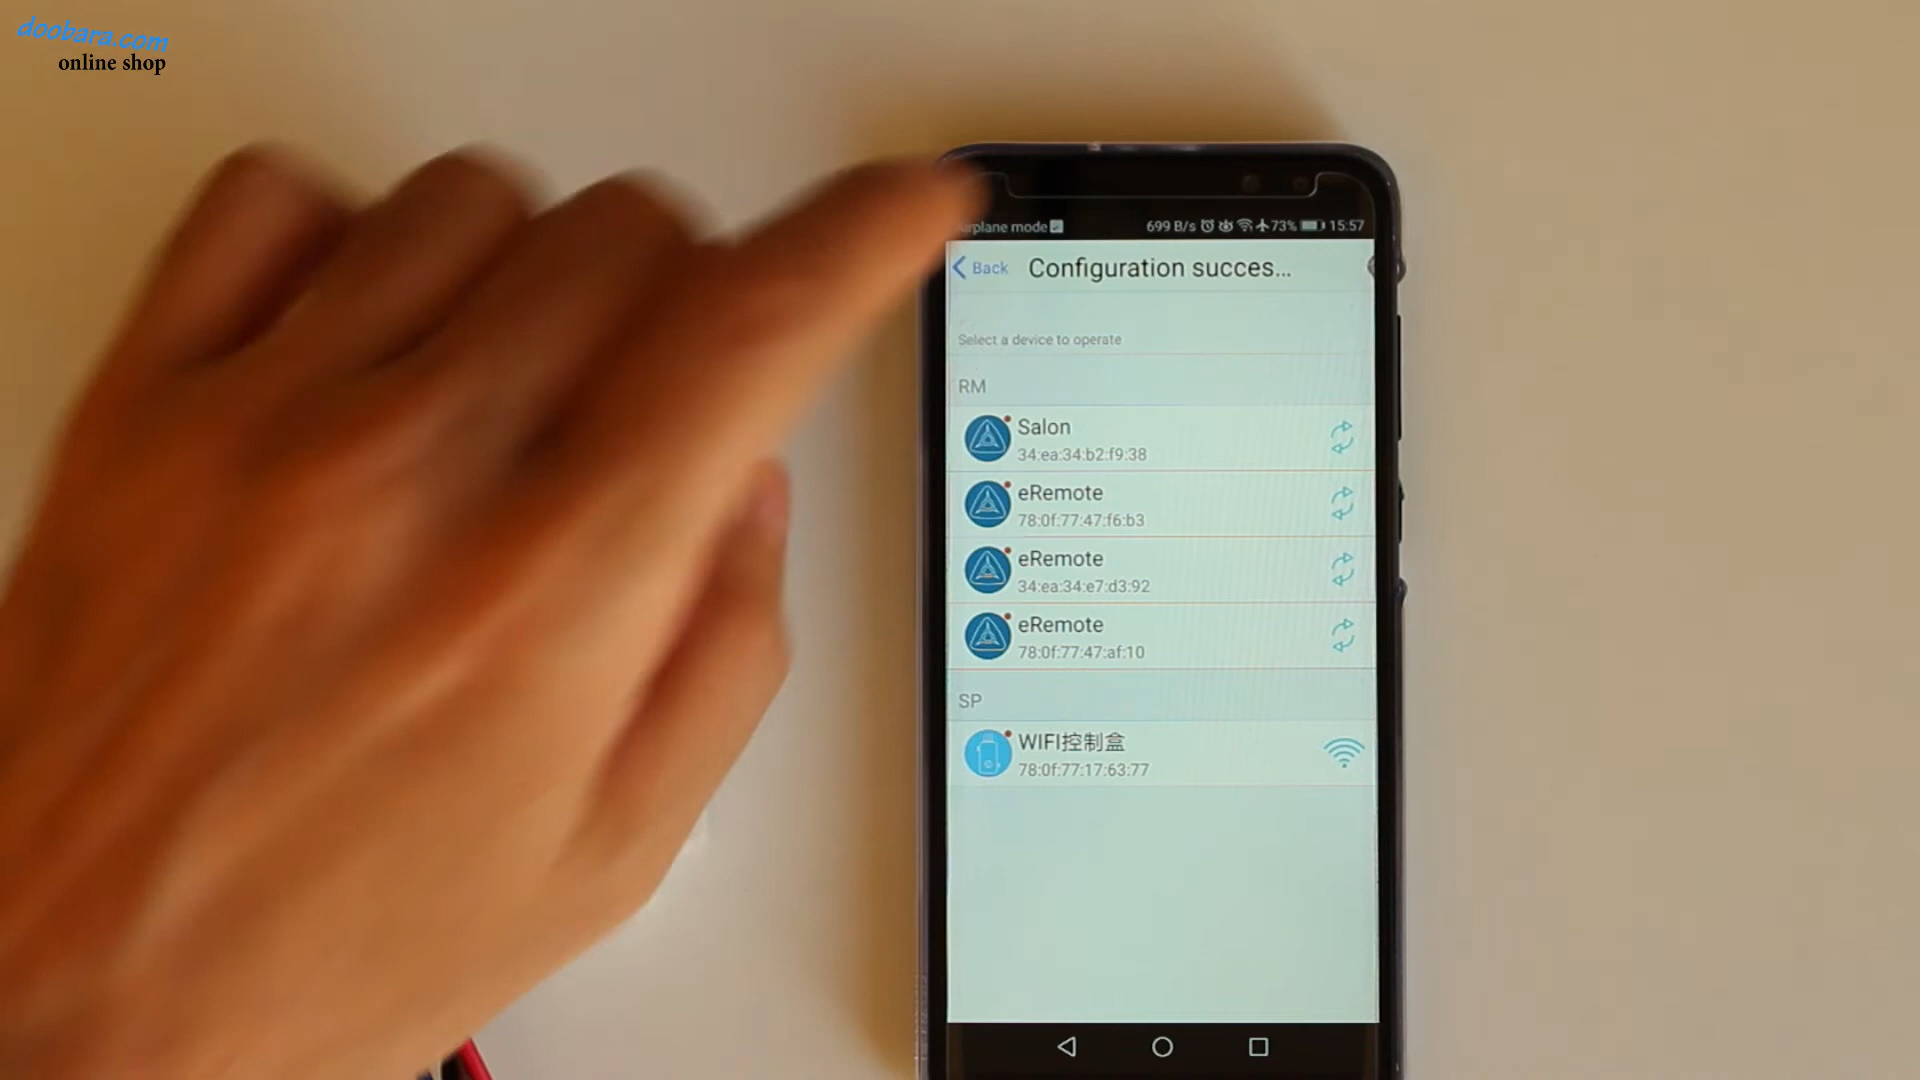 doobara.com
online shop
rplane mode
699 B/s 73% 15:57
Back Configuration succes...
Select a device to operate
RM
Salon
34:ea:34:b2:f9:38
eRemote
78:0f:77:47:f6:b3
eRemote
34:ea:34:e7:d3:92
eRemote
78:0f:77:47:af:10
SP
WIFI控制盒
78:0f:77:17:63:77